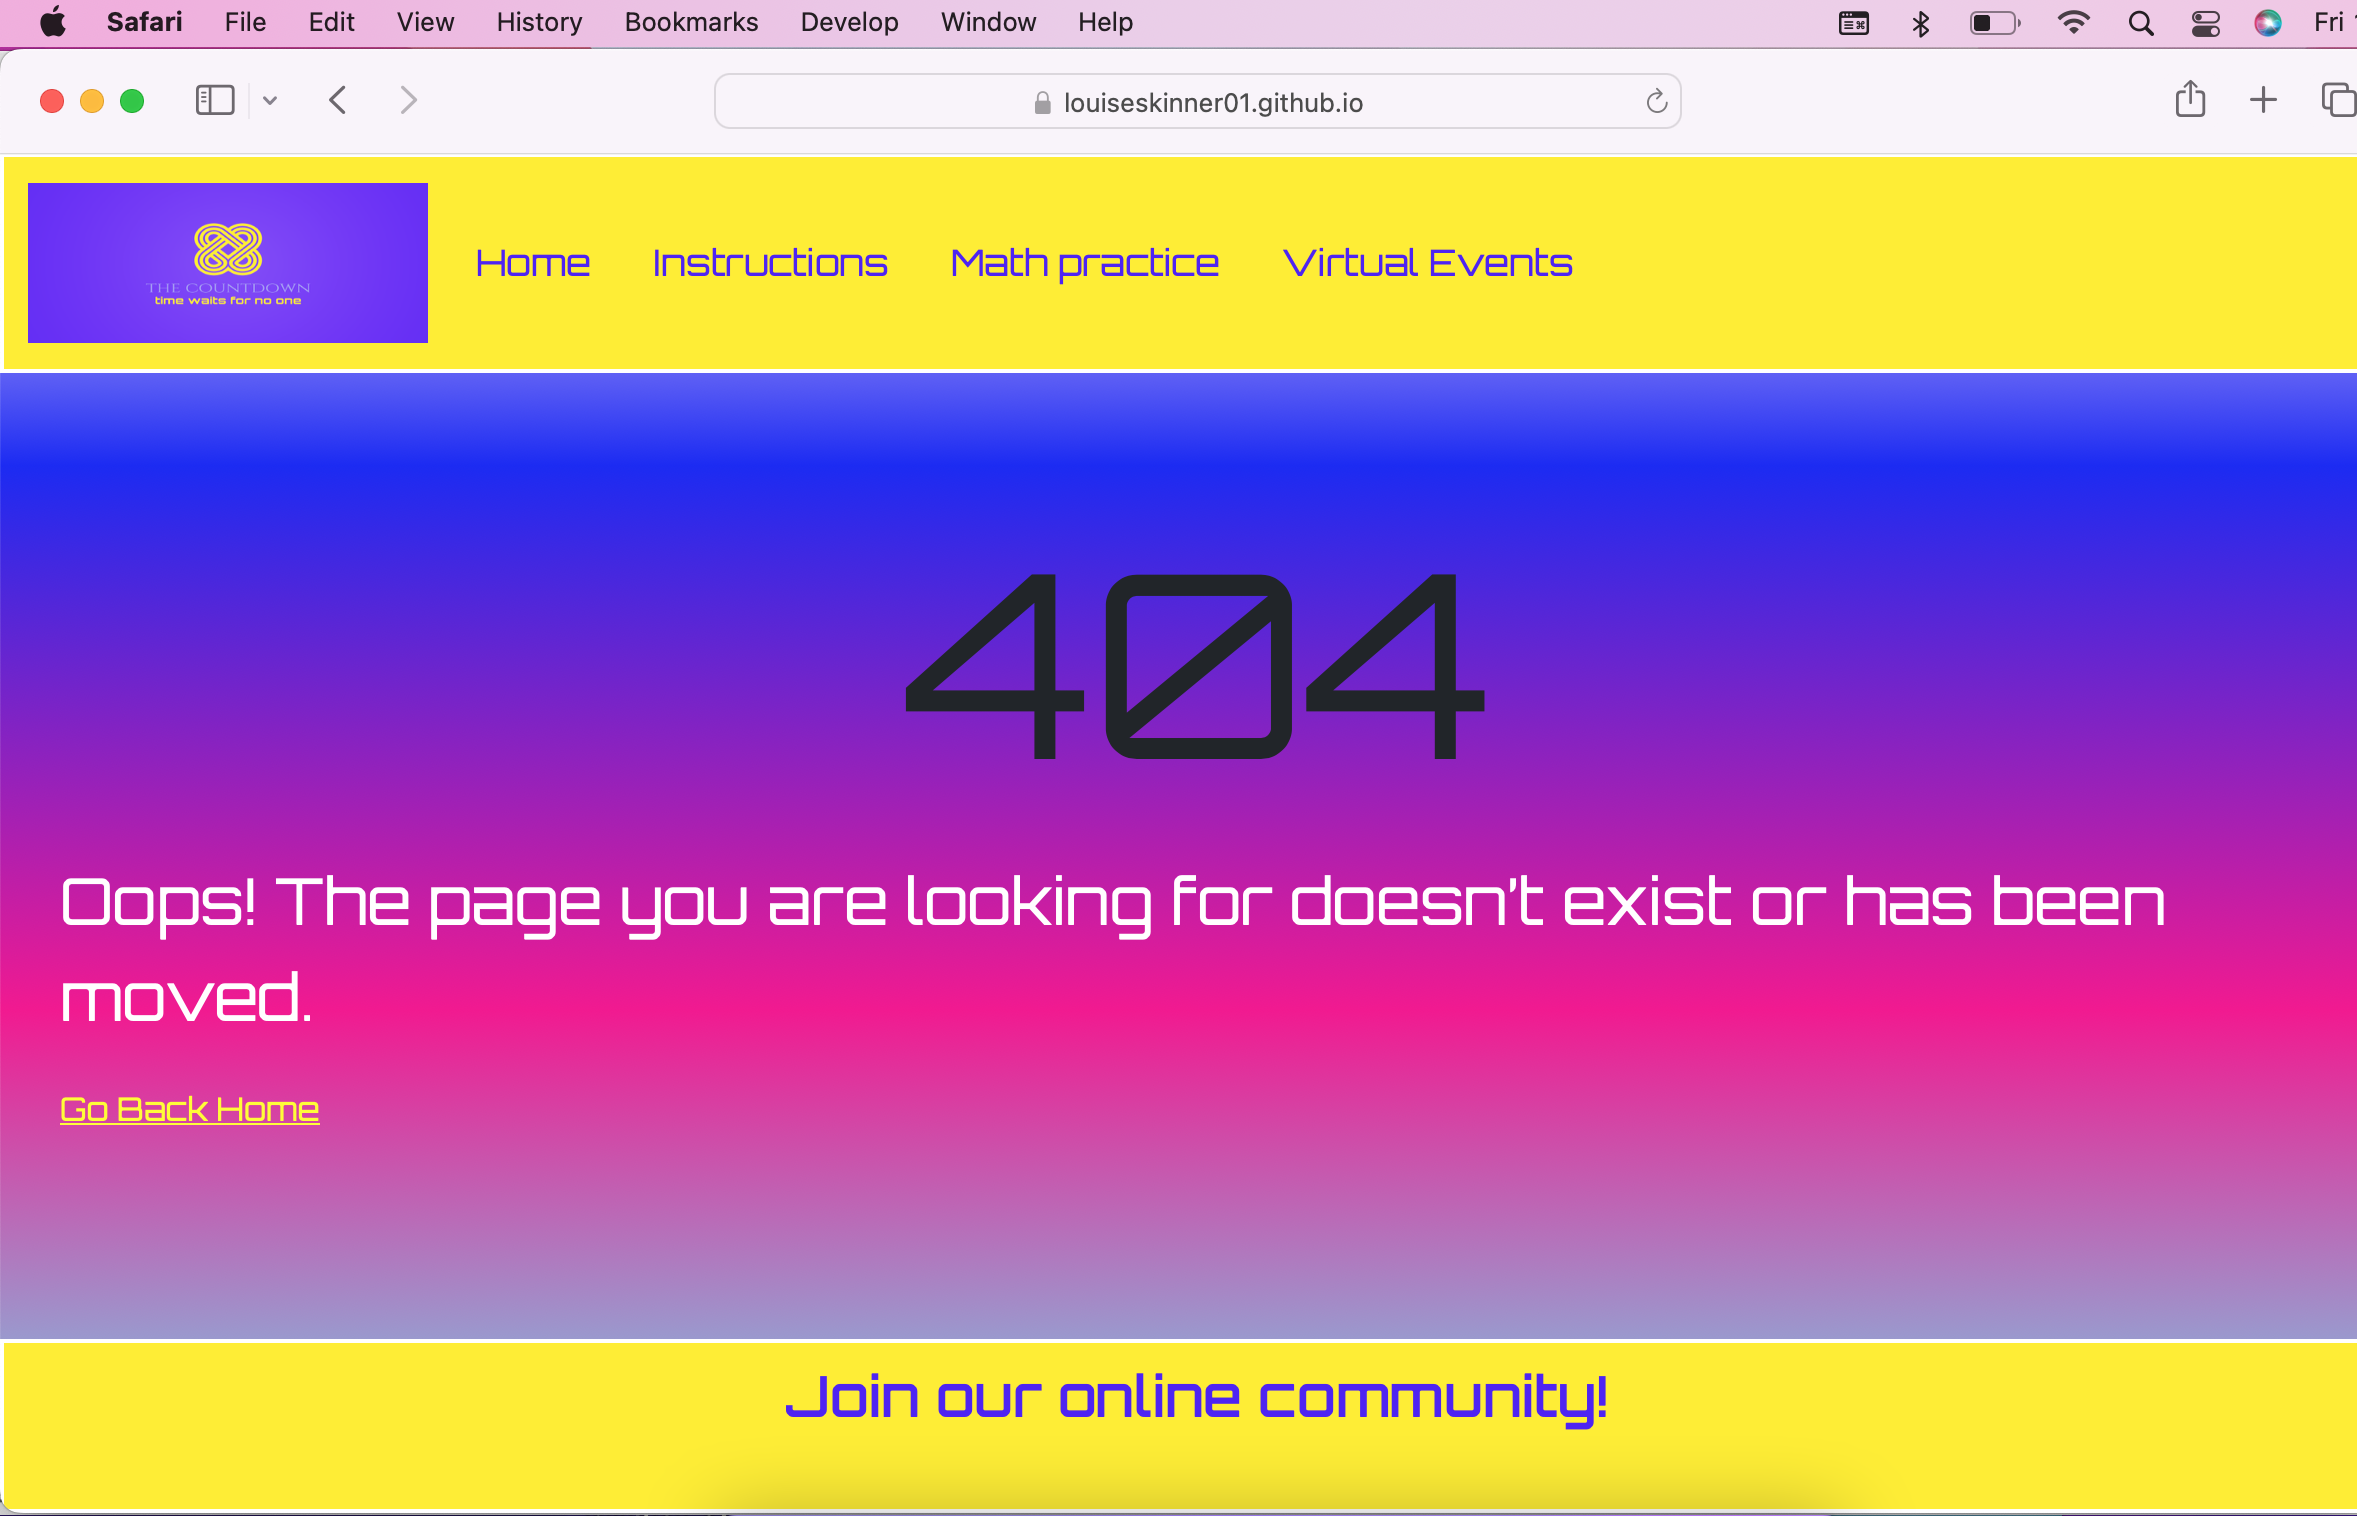 Safari File Edit View History Bookmarks Develop Window Help Fri
louiseskinner01.github.io
THE COUNTDOWN
time waits for no one
Home Instructions Math practice Virtual Events
404
Oops! The page you are looking for doesn't exist or has been
moved.
Go Back Home
Join our online community!